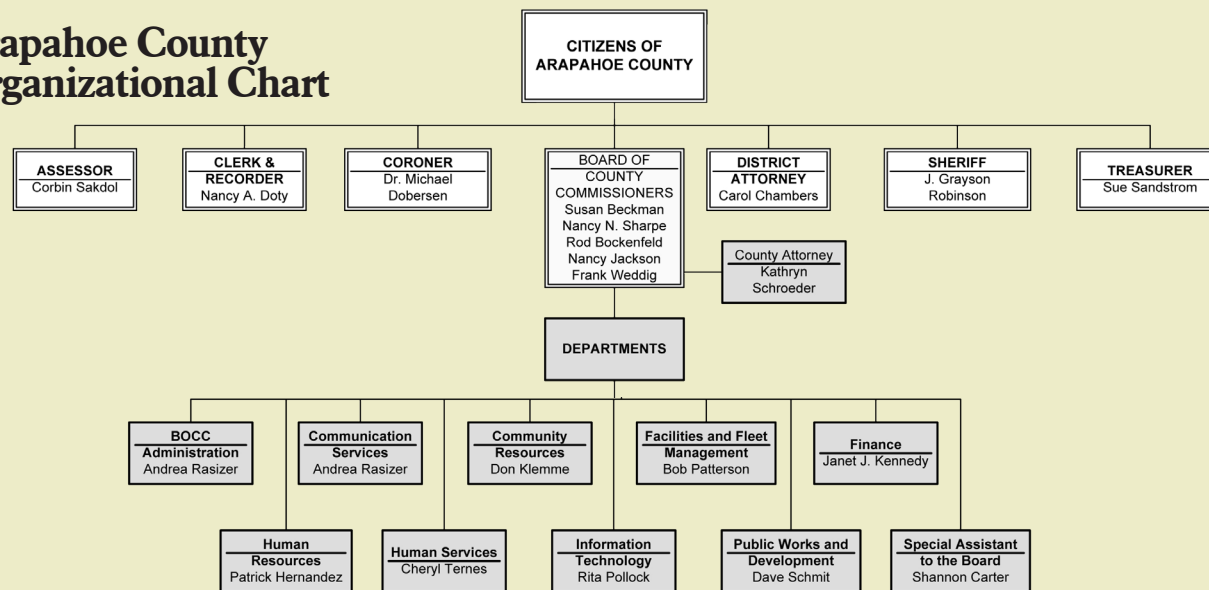 apahoe County
ganizational Chart
CITIZENS OF
ARAPAHOE COUNTY
ASSESSOR
Corbin Sakdol
CLERK &
RECORDER
Nancy A. Doty
CORONER
Dr. Michael
Dobersen
BOARD OF
COUNTY
COMMISSIONERS
Susan Beckman
Nancy N. Sharpe
Rod Bockenfeld
Nancy Jackson
Frank Weddig
DISTRICT
ATTORNEY
Carol Chambers
SHERIFF
J. Grayson
Robinson
TREASURER
Sue Sandstrom
County Attorney
Kathryn
Schroeder
DEPARTMENTS
BOCC
Administration
Andrea Rasizer
Communication
Services
Andrea Rasizer
Community
Resources
Don Klemme
Facilities and Fleet
Management
Bob Patterson
Finance
Janet J. Kennedy
Human
Resources
Patrick Hernandez
Human Services
Cheryl Ternes
Information
Technology
Rita Pollock
Public Works and
Development
Dave Schmit
Special Assistant
to the Board
Shannon Carter